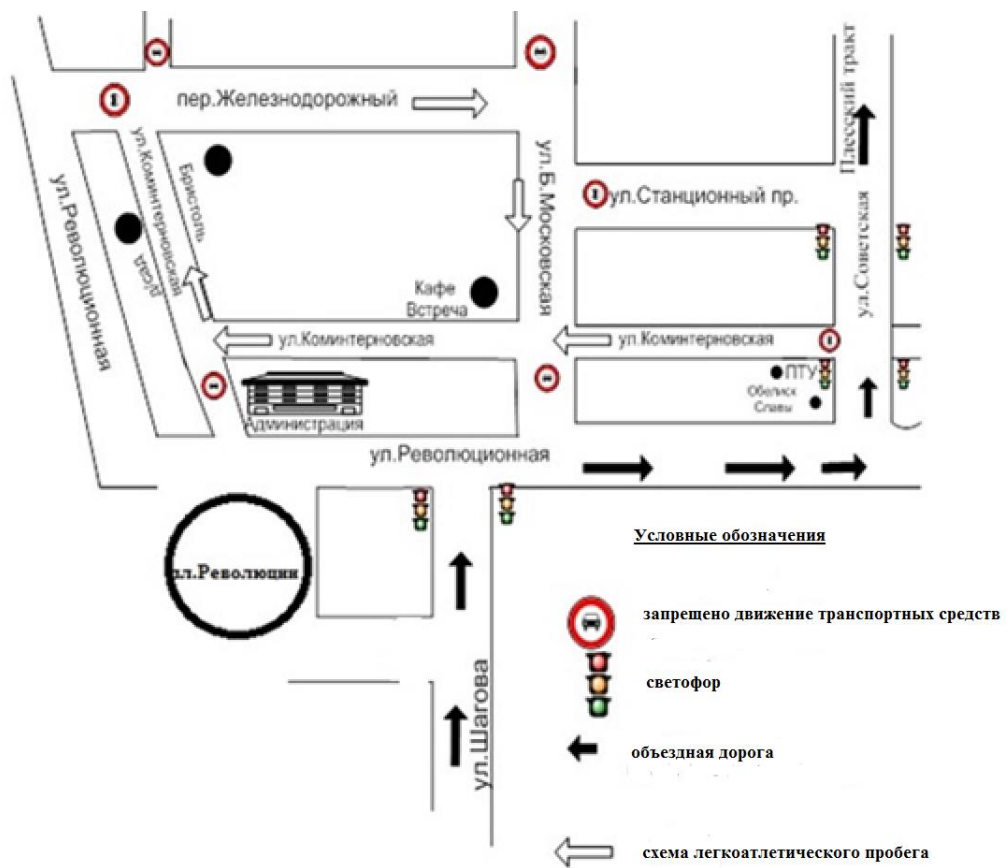 пер.Железнодорожный
Плесский тракт
ул.Коминтерновская
ул.Революционная
Бристоль
д/сад
ул.Б.Московская
ул.Станционный пр.
ул.Советская
Кафе
Встреча
ул.Коминтерновская
ул.Коминтерновская
ПТУ
Обелиск
Славы
Администрация
ул.Революционная
Условные обозначения
пл.Революции
запрещено движение транспортных средств
светофор
ул.Шагова
объездная дорога
схема легкоатлетического пробега